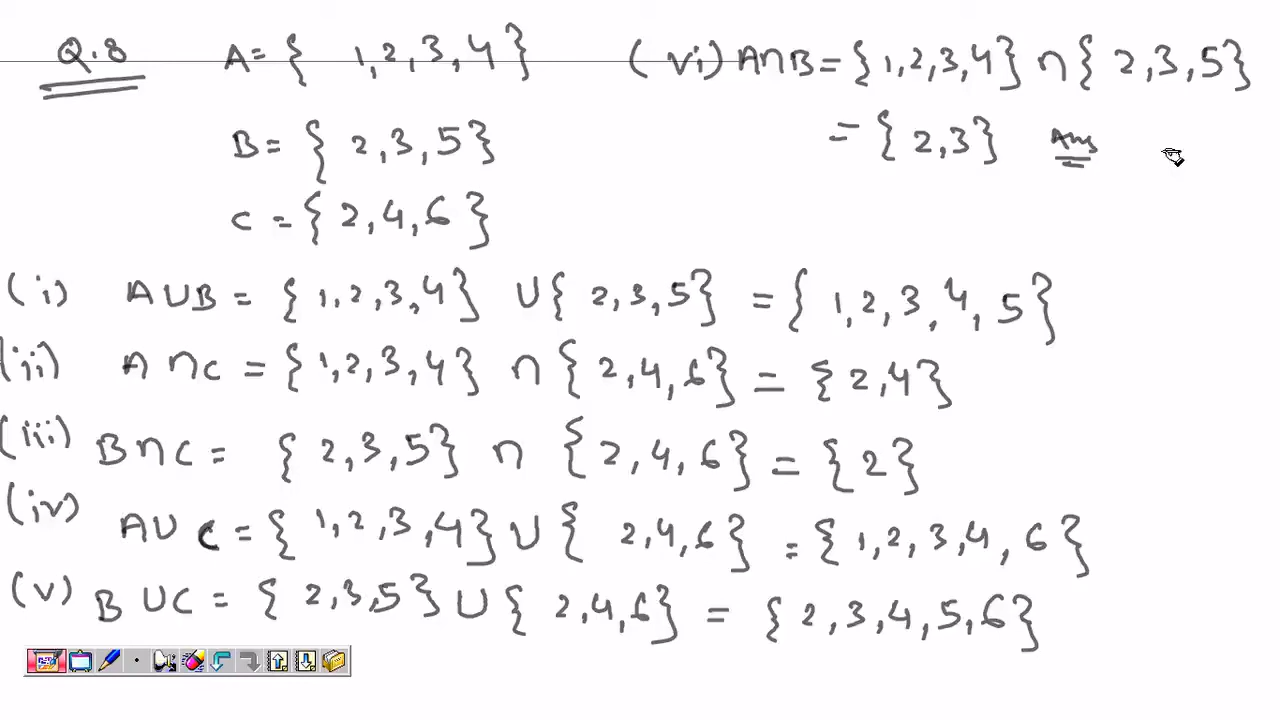 Q.8
A = { 1,2,3,4 }
B = { 2,3,5 }
C = { 2,4,6 }
(vi) A∩B = {1,2,3,4} ∩ { 2,3,5 }
= { 2,3 } Ans
(i) A∪B = { 1,2,3,4 } ∪ { 2,3,5 } = { 1,2,3,4,5 }
(ii) A∩C = { 1,2,3,4 } ∩ { 2,4,6 } = { 2,4 }
(iii) B∩C = { 2,3,5 } ∩ { 2,4,6 } = { 2 }
(iv) A∪C = { 1,2,3,4 } ∪ { 2,4,6 } = { 1,2,3,4,6 }
(v) B∪C = { 2,3,5 } ∪ { 2,4,6 } = { 2,3,4,5,6 }